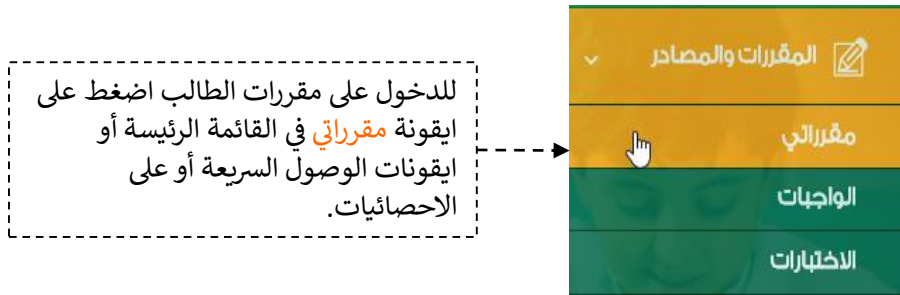 المقررات والمصادر
مقرراتي
الواجبات
الاختبارات
للدخول على مقررات الطالب اضغط على
ايقونة مقرراتي في القائمة الرئيسة أو
ايقونات الوصول السريعة أو على
الاحصائيات.